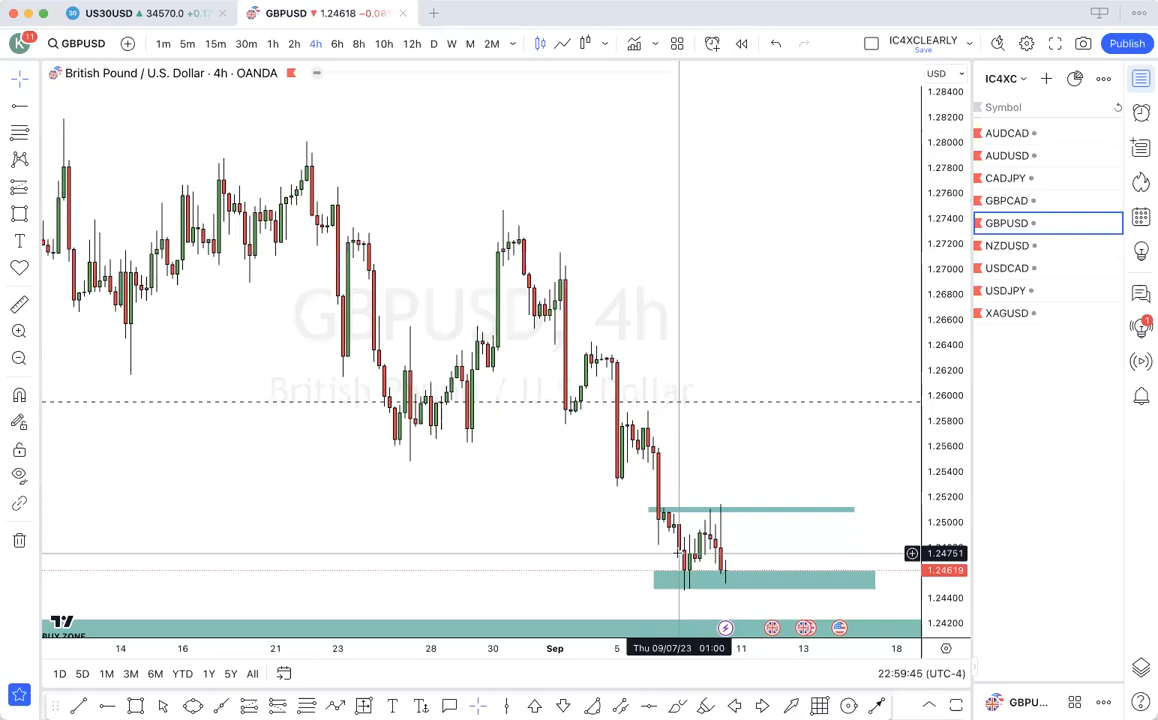 US30USD 34570.0 +0.1
GBPUSD 1.24618 −0.08
11
GBPUSD 1m 5m 15m 30m 1h 2h 4h 6h 8h 10h 12h D W M 2M
IC4XCLEARLY
Save
Publish
British Pound / U.S. Dollar · 4h · OANDA
USD
IC4XC
Symbol
AUDCAD
AUDUSD
CADJPY
GBPCAD
GBPUSD
NZDUSD
USDCAD
USDJPY
XAGUSD
1
GBPUSD, 4h
British Pound / U.S. Dollar
1.28400
1.28200
1.28000
1.27800
1.27600
1.27400
1.27200
1.27000
1.26800
1.26600
1.26400
1.26200
1.26000
1.25800
1.25600
1.25400
1.25200
1.25000
1.24751
1.24619
1.24400
1.24200
BUY ZONE
14 16 21 23 28 30 Sep 5 Thu 09/07/23 01:00 11 13 18
1D 5D 1M 3M 6M YTD 1Y 5Y All
22:59:45 (UTC-4)
GBPU...